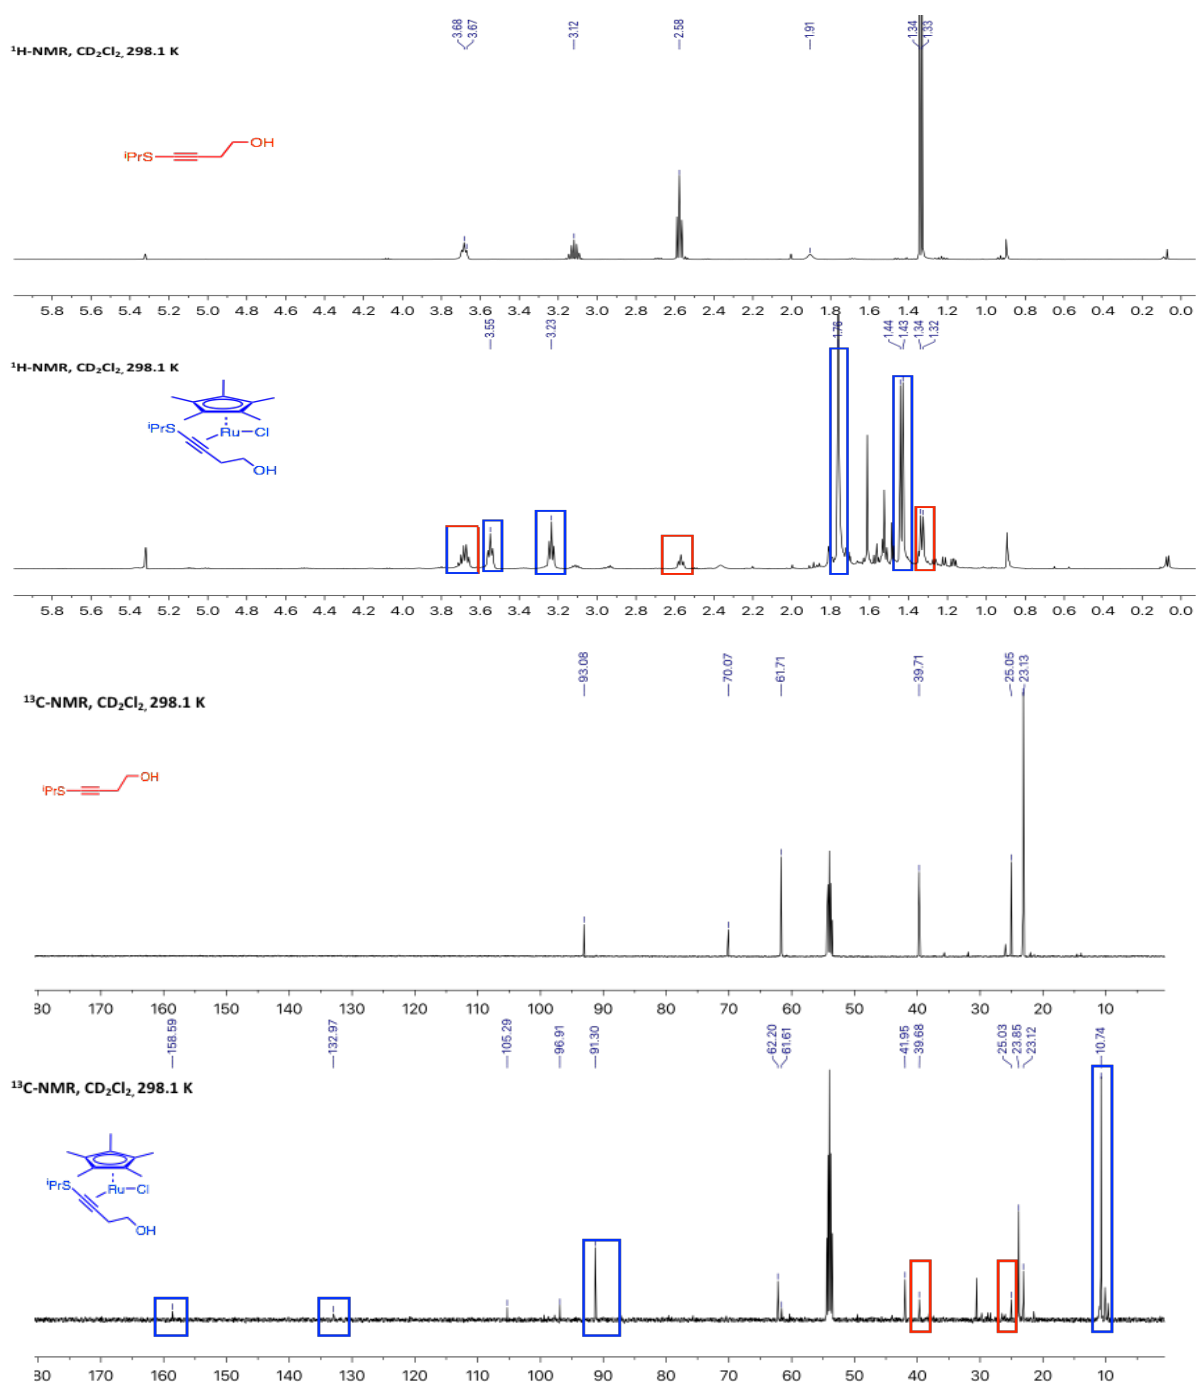 3.68 3.67 3.12 2.58 1.91 1.34 1.33
¹H-NMR, CD₂Cl₂, 298.1 K
ⁱPrS OH
5.8 5.6 5.4 5.2 5.0 4.8 4.6 4.4 4.2 4.0 3.8 3.6 3.4 3.2 3.0 2.8 2.6 2.4 2.2 2.0 1.8 1.6 1.4 1.2 1.0 0.8 0.6 0.4 0.2 0.0
3.55 3.23 1.76 1.44 1.43 1.34 1.32
¹H-NMR, CD₂Cl₂, 298.1 K
ⁱPrS Ru Cl
OH
5.8 5.6 5.4 5.2 5.0 4.8 4.6 4.4 4.2 4.0 3.8 3.6 3.4 3.2 3.0 2.8 2.6 2.4 2.2 2.0 1.8 1.6 1.4 1.2 1.0 0.8 0.6 0.4 0.2 0.0
93.08 70.07 61.71 39.71 25.05 23.13
¹³C-NMR, CD₂Cl₂, 298.1 K
ⁱPrS OH
30 170 160 150 140 130 120 110 100 90 80 70 60 50 40 30 20 10
158.59 132.97 105.29 96.91 91.30 62.20 61.61 41.95 39.68 25.03 23.85 23.12 10.74
¹³C-NMR, CD₂Cl₂, 298.1 K
ⁱPrS Ru Cl
OH
30 170 160 150 140 130 120 110 100 90 80 70 60 50 40 30 20 10